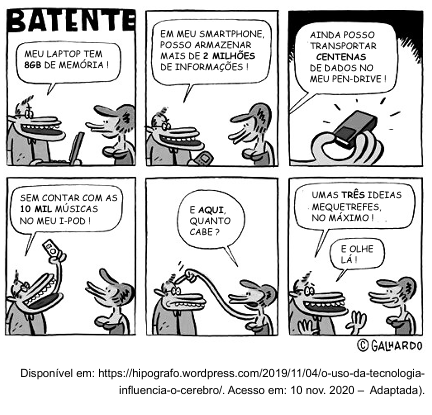 BATENTE
MEU LAPTOP TEM
8GB DE MEMÓRIA !
EM MEU SMARTPHONE,
POSSO ARMAZENAR
MAIS DE 2 MILHÕES
DE INFORMAÇÕES !
AINDA POSSO
TRANSPORTAR
CENTENAS
DE DADOS NO
MEU PEN-DRIVE !
SEM CONTAR COM AS
10 MIL MÚSICAS
NO MEU I-POD !
E AQUI,
QUANTO
CABE ?
UMAS TRÊS IDEIAS
MEQUETREFES,
NO MÁXIMO !
E OLHE
LÁ !
© GALHARDO
Disponível em: https://hipografo.wordpress.com/2019/11/04/o-uso-da-tecnologia-
influencia-o-cerebro/. Acesso em: 10 nov. 2020 – Adaptada).